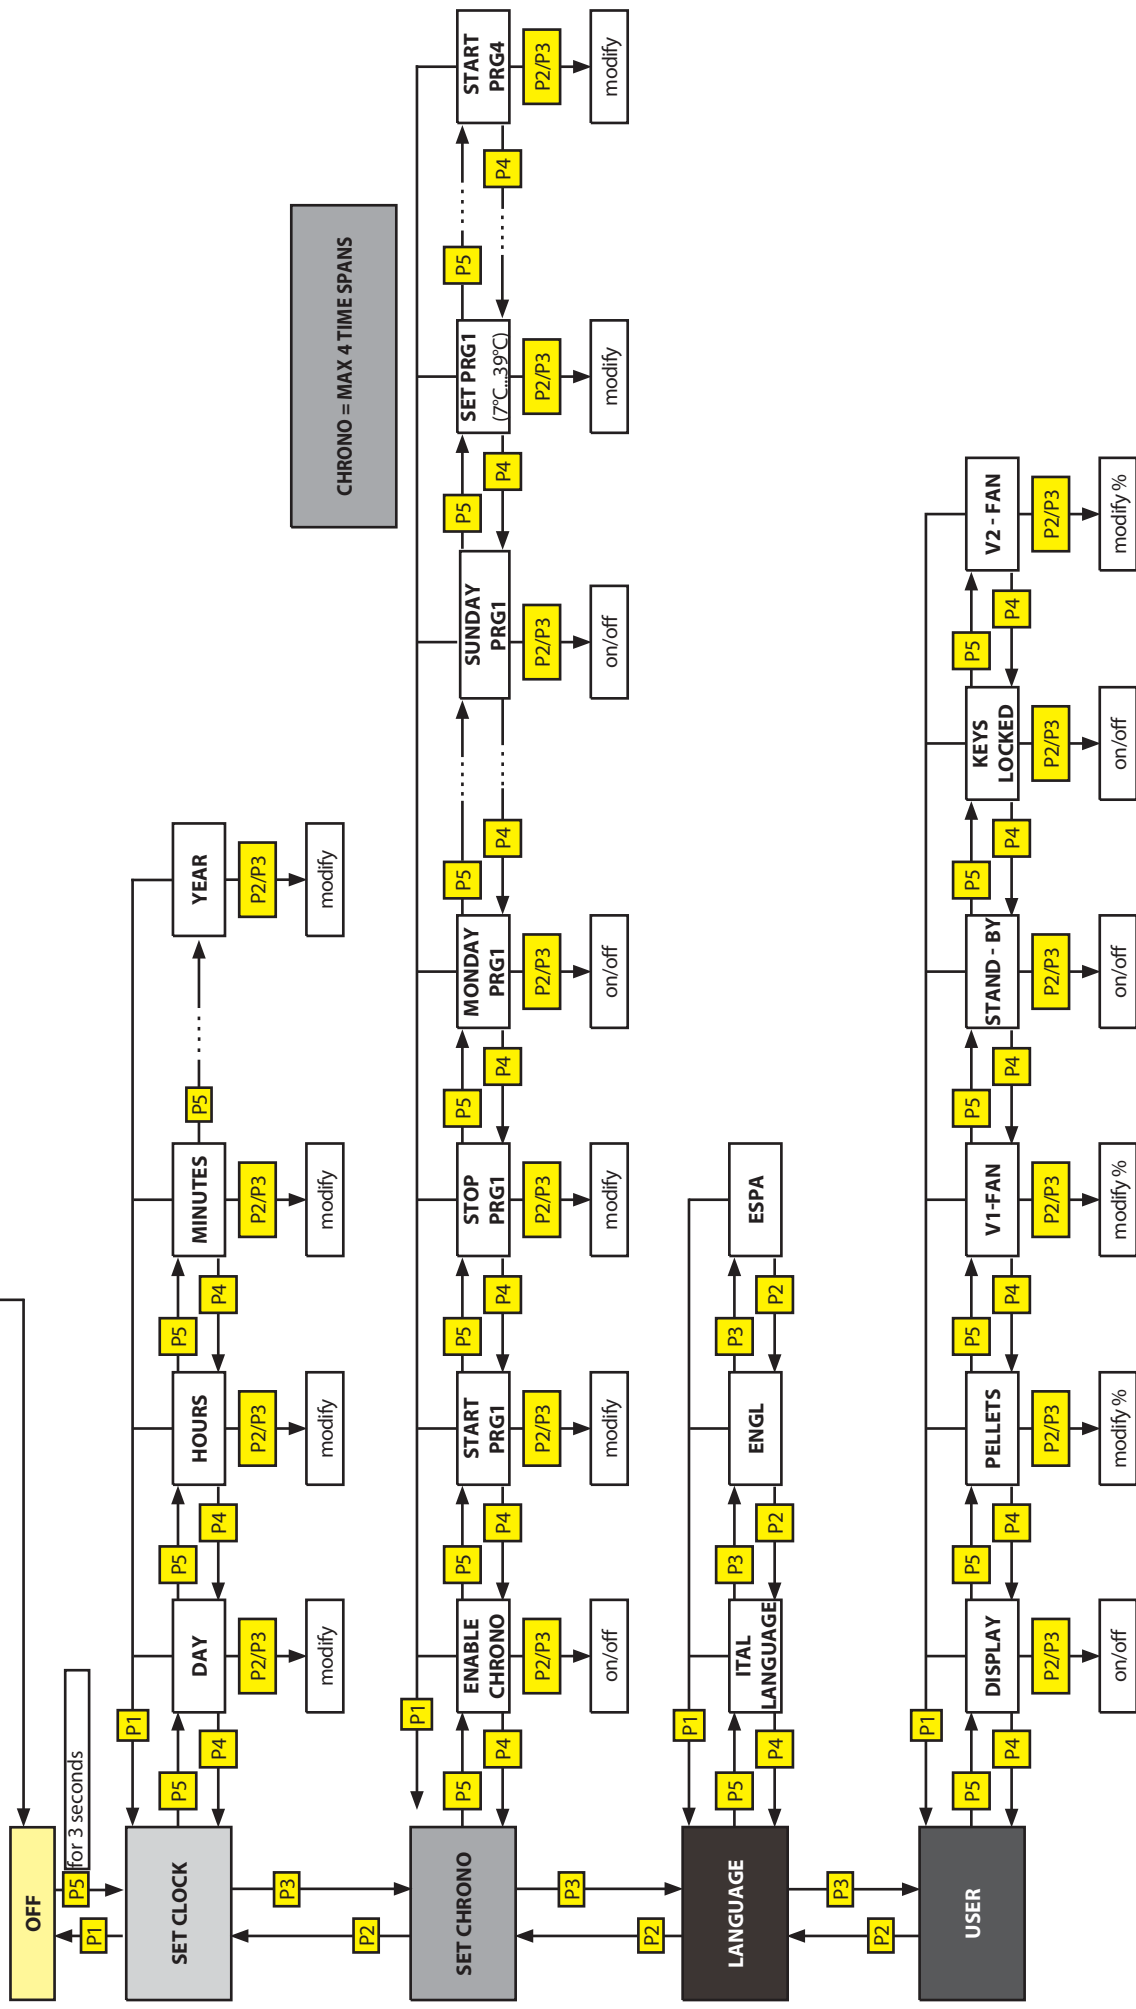 OFF
P5
for 3 seconds
P1
SET CLOCK
P1
P5
P4
DAY
P2/P3
modify
P5
P4
HOURS
P2/P3
modify
P5
P4
MINUTES
P2/P3
modify
P5
YEAR
P2/P3
modify
P3
P2
CHRONO = MAX 4 TIME SPANS
SET CHRONO
P1
P5
P4
ENABLE
CHRONO
P2/P3
on/off
P5
P4
START
PRG1
P2/P3
modify
P5
P4
STOP
PRG1
P2/P3
modify
P5
P4
MONDAY
PRG1
P2/P3
on/off
P5
P4
SUNDAY
PRG1
P2/P3
on/off
P5
P4
SET PRG1
(7°C...39°C)
P2/P3
modify
P5
P4
START
PRG4
P2/P3
modify
P3
P2
LANGUAGE
P1
P5
P4
ITAL
LANGUAGE
P3
P2
ENGL
P3
P2
ESPA
P3
P2
USER
P1
P5
P4
DISPLAY
P2/P3
on/off
P5
P4
PELLETS
P2/P3
modify %
P5
P4
V1-FAN
P2/P3
modify %
P5
P4
STAND - BY
P2/P3
on/off
P5
P4
KEYS
LOCKED
P2/P3
on/off
P5
P4
V2 - FAN
P2/P3
modify %